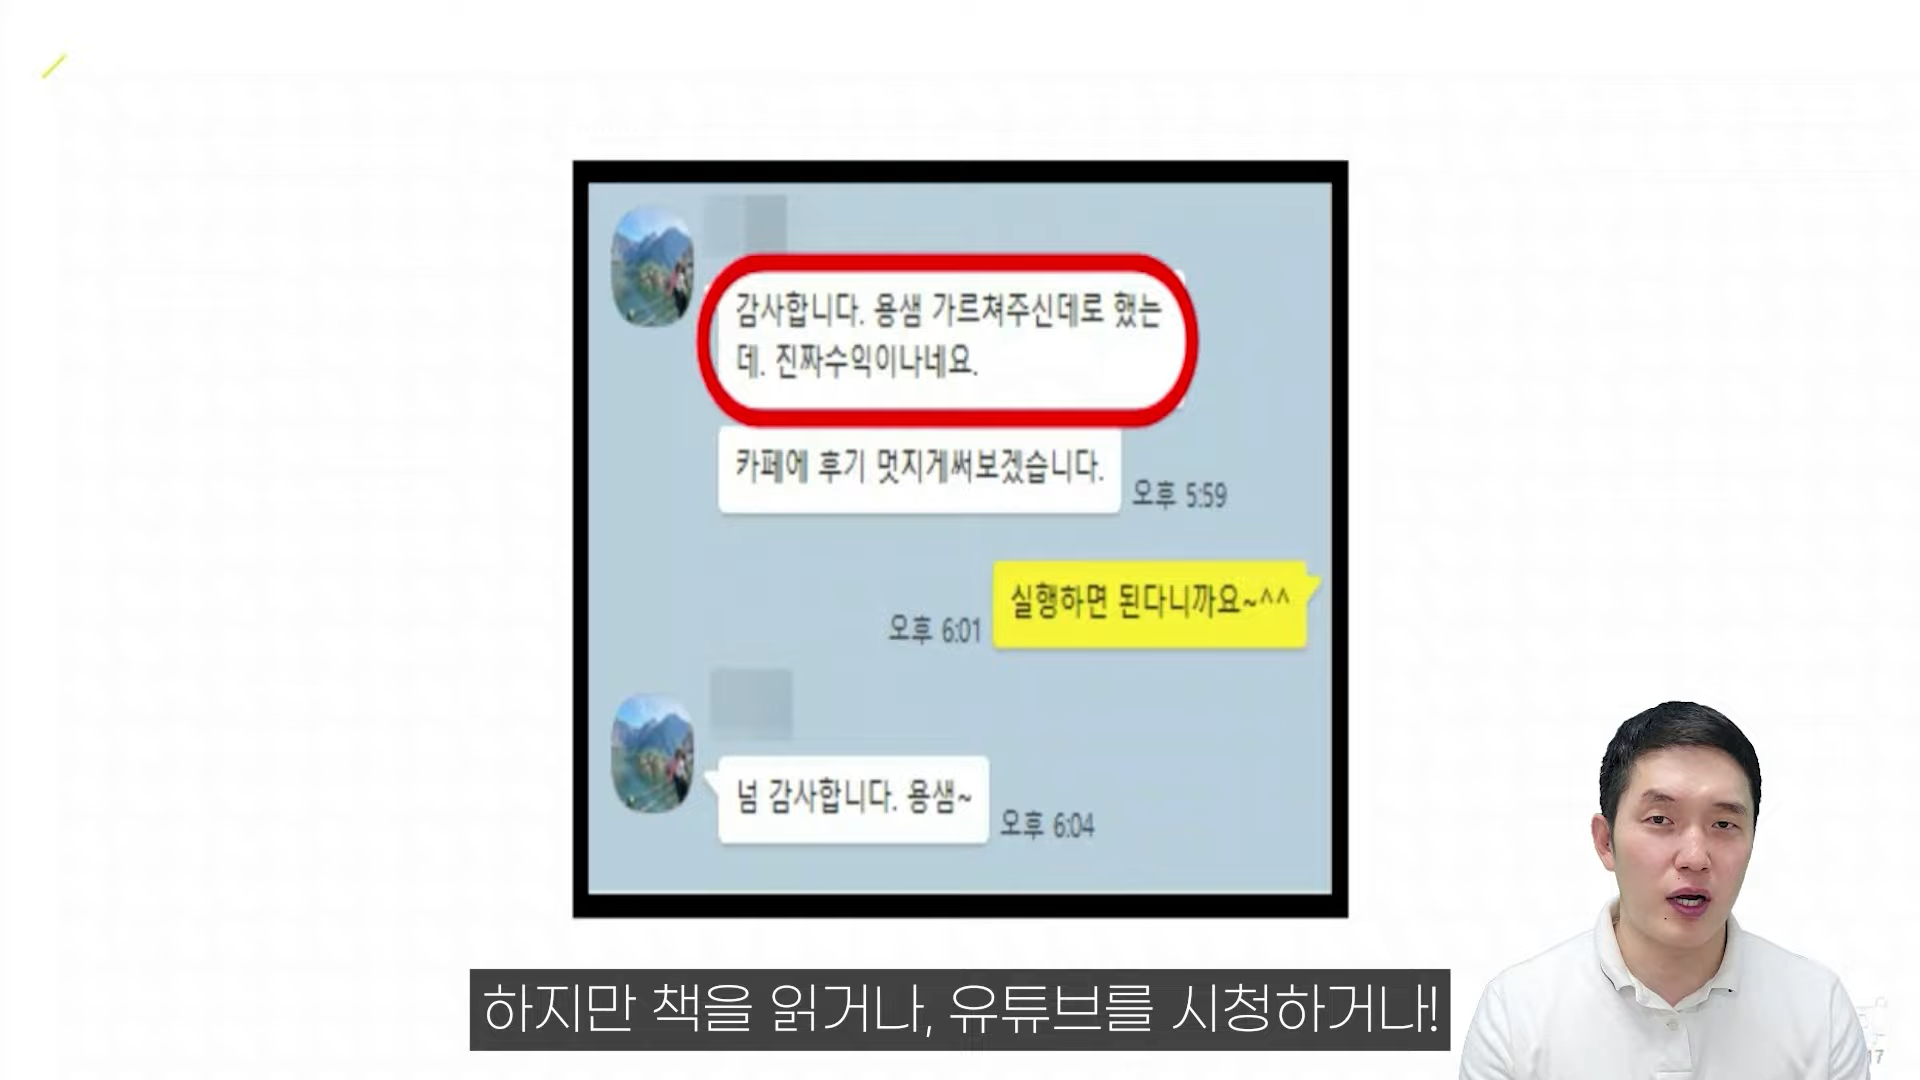 감사합니다. 용샘 가르쳐주신데로 했는
데. 진짜수익이나네요.
카페에 후기 멋지게써보겠습니다.
오후 5:59
실행하면 된다니까요~^^
오후 6:01
넘 감사합니다. 용샘~
오후 6:04
하지만 책을 읽거나, 유튜브를 시청하거나!
17